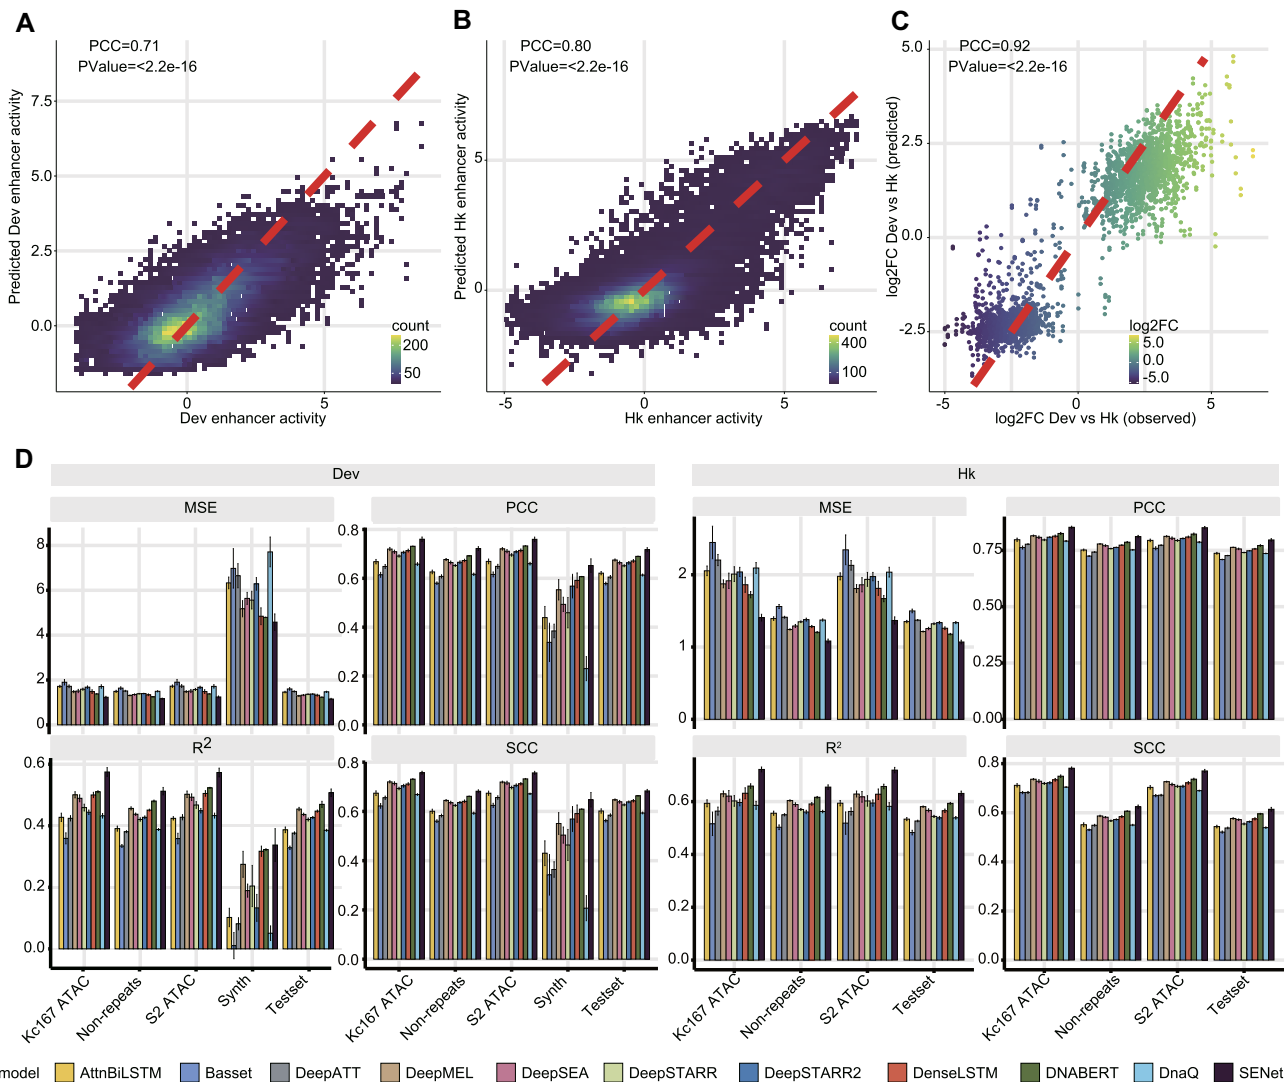 A
PCC=0.71
PValue=<2.2e-16
Predicted Dev enhancer activity
7.5
5.0
2.5
0.0
count
200
50
0
5
Dev enhancer activity
B
PCC=0.80
PValue=<2.2e-16
Predicted Hk enhancer activity
5
0
count
400
100
-5
0
5
Hk enhancer activity
C
PCC=0.92
PValue=<2.2e-16
log2FC Dev vs Hk (predicted)
5.0
2.5
0.0
-2.5
log2FC
5.0
0.0
-5.0
-5
0
5
log2FC Dev vs Hk (observed)
D
Dev
MSE
8
6
4
2
0
PCC
0.8
0.6
0.4
0.2
0.0
R2
0.6
0.4
0.2
0.0
SCC
0.8
0.6
0.4
0.2
0.0
Kc167 ATAC
Non-repeats
S2 ATAC
Synth
Testset
Kc167 ATAC
Non-repeats
S2 ATAC
Synth
Testset
Hk
MSE
2
1
0
PCC
0.75
0.50
0.25
0.00
R²
0.6
0.4
0.2
0.0
SCC
0.8
0.6
0.4
0.2
0.0
Kc167 ATAC
Non-repeats
S2 ATAC
Testset
Kc167 ATAC
Non-repeats
S2 ATAC
Testset
model AttnBiLSTM Basset DeepATT DeepMEL DeepSEA DeepSTARR DeepSTARR2 DenseLSTM DNABERT DnaQ SENet